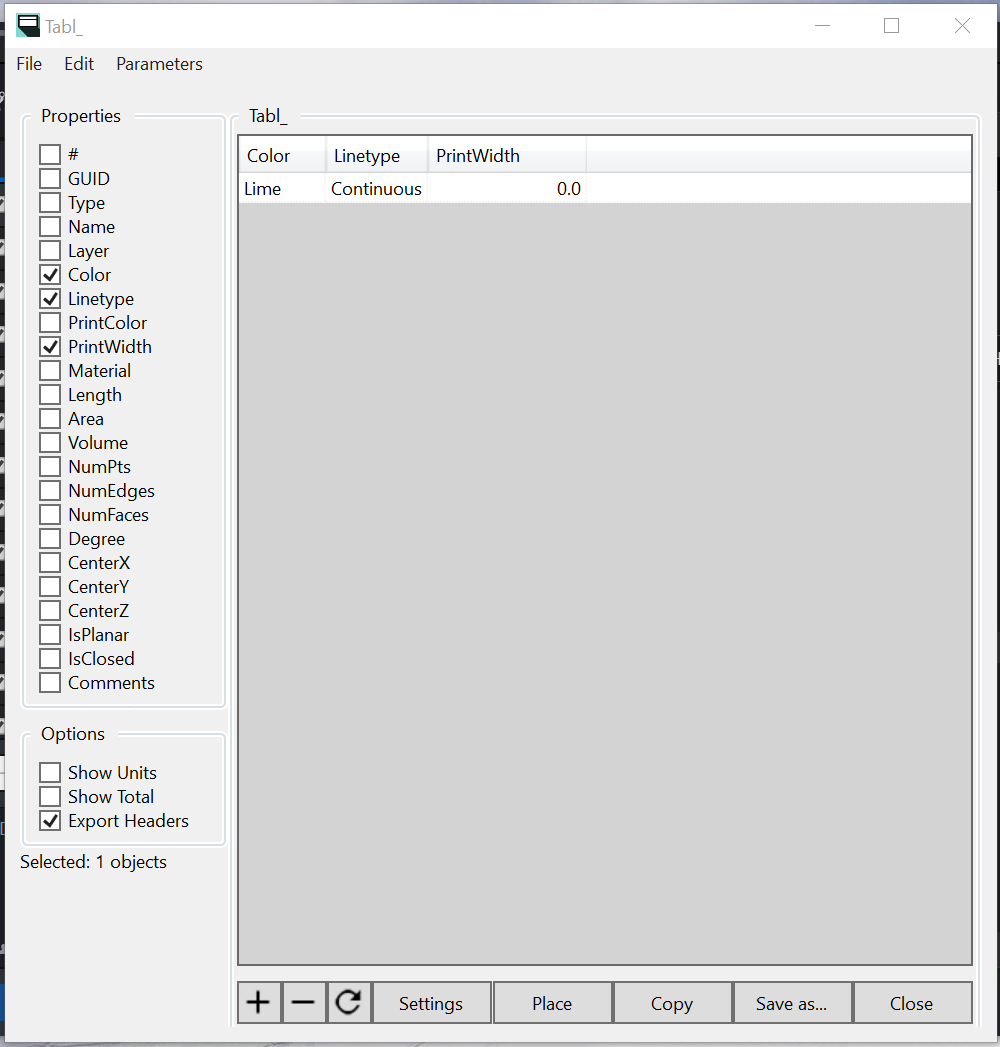 Tabl_
File Edit Parameters
Properties
#
GUID
Type
Name
Layer
Color
Linetype
PrintColor
PrintWidth
Material
Length
Area
Volume
NumPts
NumEdges
NumFaces
Degree
CenterX
CenterY
CenterZ
IsPlanar
IsClosed
Comments
Options
Show Units
Show Total
Export Headers
Selected: 1 objects
Tabl_
Color Linetype PrintWidth
Lime Continuous 0.0
Settings Place Copy Save as... Close